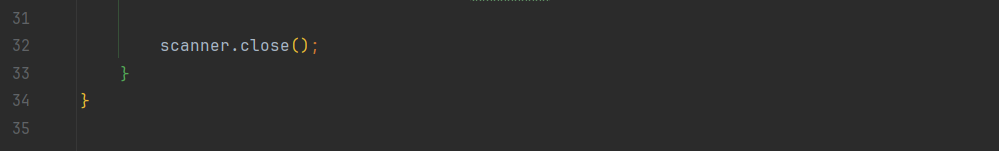 31
32 scanner.close();
33 }
34 }
35